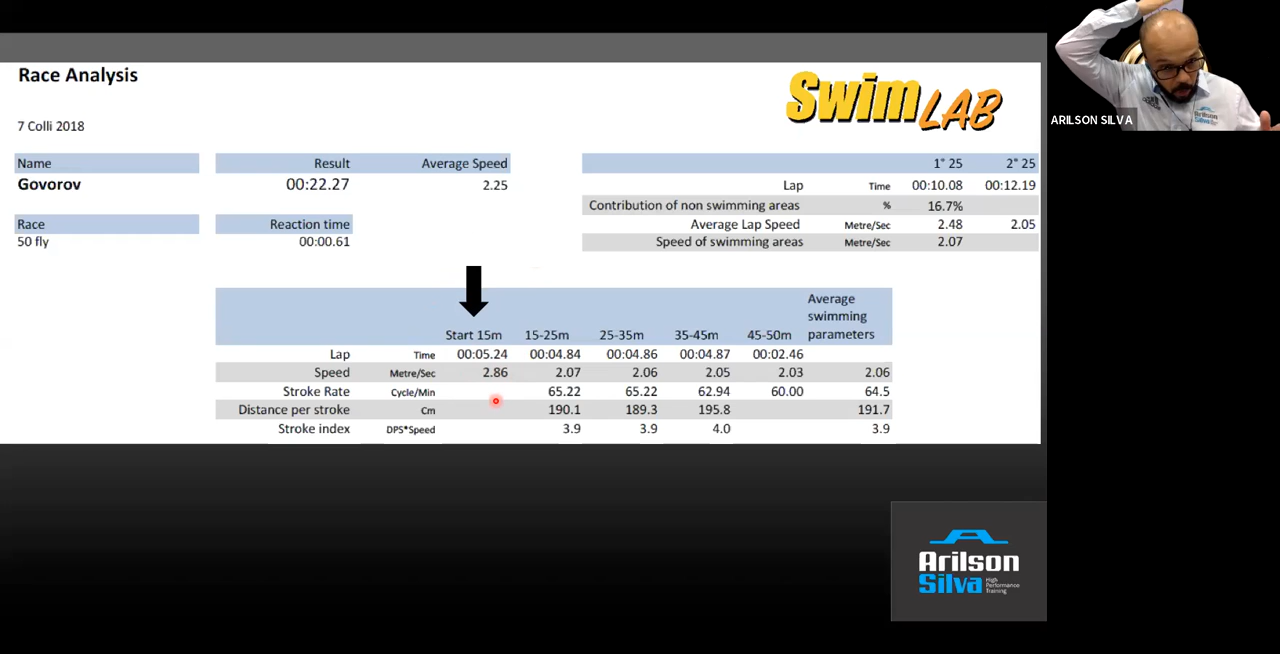 Race Analysis
Swim LAB
7 Colli 2018
Name Result Average Speed
Govorov 00:22.27 2.25
Race Reaction time
50 fly 00:00.61
1° 25 2° 25
Lap Time 00:10.08 00:12.19
Contribution of non swimming areas % 16.7%
Average Lap Speed Metre/Sec 2.48 2.05
Speed of swimming areas Metre/Sec 2.07
Start 15m 15-25m 25-35m 35-45m 45-50m Average swimming parameters
Lap Time 00:05.24 00:04.84 00:04.86 00:04.87 00:02.46
Speed Metre/Sec 2.86 2.07 2.06 2.05 2.03 2.06
Stroke Rate Cycle/Min 65.22 65.22 62.94 60.00 64.5
Distance per stroke Cm 190.1 189.3 195.8 191.7
Stroke index DPS*Speed 3.9 3.9 4.0 3.9
ARILSON SILVA
Arilson
Silva
High
Performance
Training